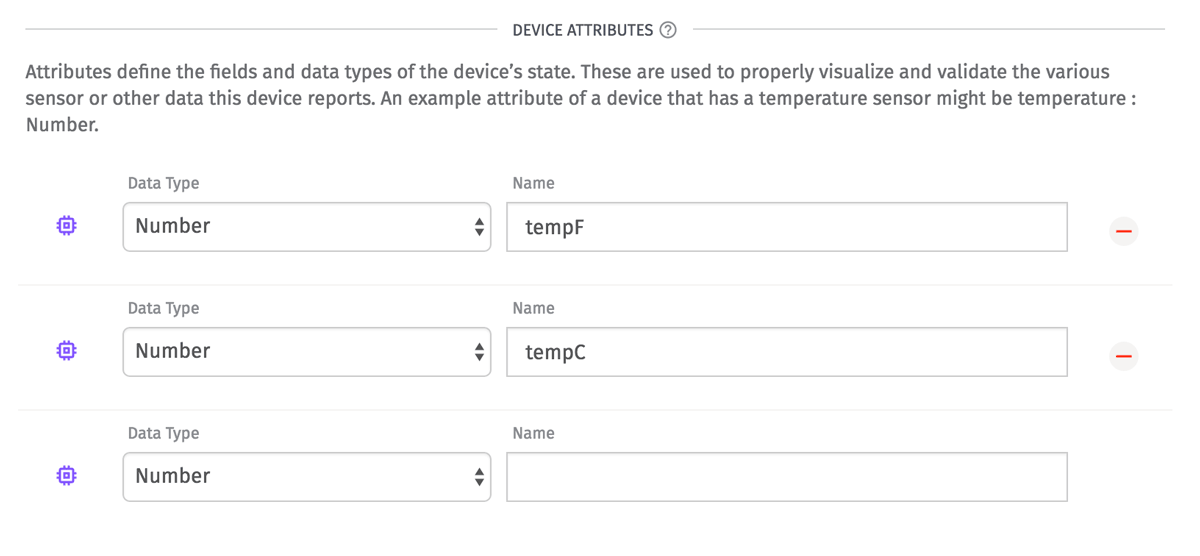 DEVICE ATTRIBUTES ?
Attributes define the fields and data types of the device’s state. These are used to properly visualize and validate the various
sensor or other data this device reports. An example attribute of a device that has a temperature sensor might be temperature :
Number.
Data Type
Name
Number
tempF
Data Type
Name
Number
tempC
Data Type
Name
Number